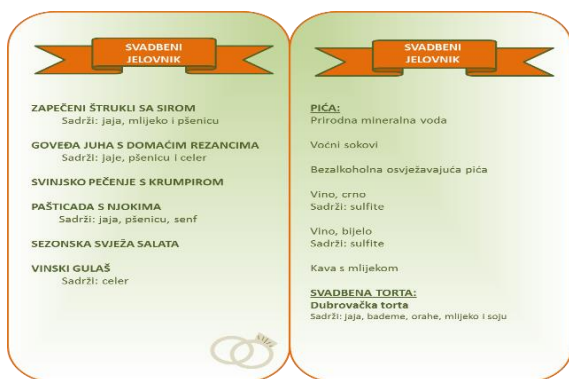 SVADBENI
JELOVNIK
ZAPEČENI ŠTRUKLI SA SIROM
Sadrži: jaja, mlijeko i pšenicu
GOVEĐA JUHA S DOMAĆIM REZANCIMA
Sadrži: jaje, pšenicu i celer
SVINJSKO PEČENJE S KRUMPIROM
PAŠTICADA S NJOKIMA
Sadrži: jaja, pšenicu, senf
SEZONSKA SVJEŽA SALATA
VINSKI GULAŠ
Sadrži: celer
SVADBENI
JELOVNIK
PIĆA:
Prirodna mineralna voda
Voćni sokovi
Bezalkoholna osvježavajuća pića
Vino, crno
Sadrži: sulfite
Vino, bijelo
Sadrži: sulfite
Kava s mlijekom
SVADBENA TORTA:
Dubrovačka torta
Sadrži: jaja, bademe, orahe, mlijeko i soju